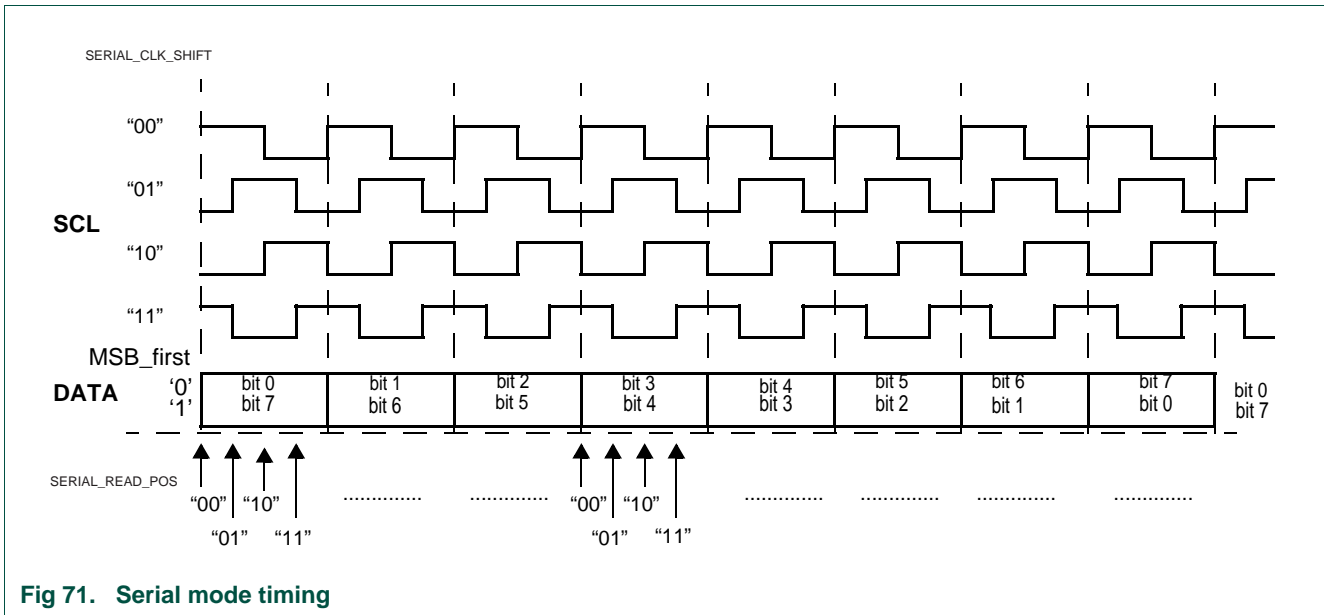 SERIAL_CLK_SHIFT
“00”
“01”
SCL
“10”
“11”
MSB_first
DATA
‘0’ bit 0 bit 1 bit 2 bit 3 bit 4 bit 5 bit 6 bit 7 bit 0
‘1’ bit 7 bit 6 bit 5 bit 4 bit 3 bit 2 bit 1 bit 0 bit 7
SERIAL_READ_POS
“00” “10” .............. .............. “00” “10” .............. .............. .............. ..............
“01” “11” “01” “11”
Fig 71. Serial mode timing